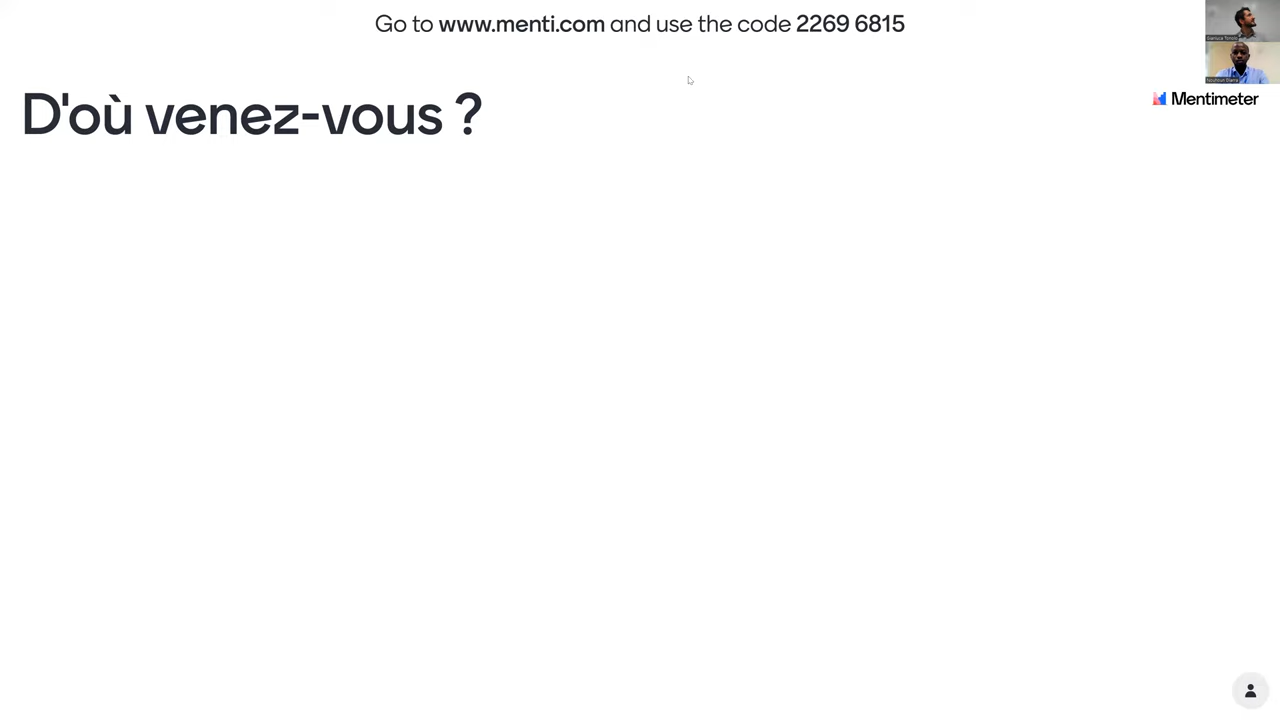 Go to www.menti.com and use the code 2269 6815
D'où venez-vous ?
Mentimeter